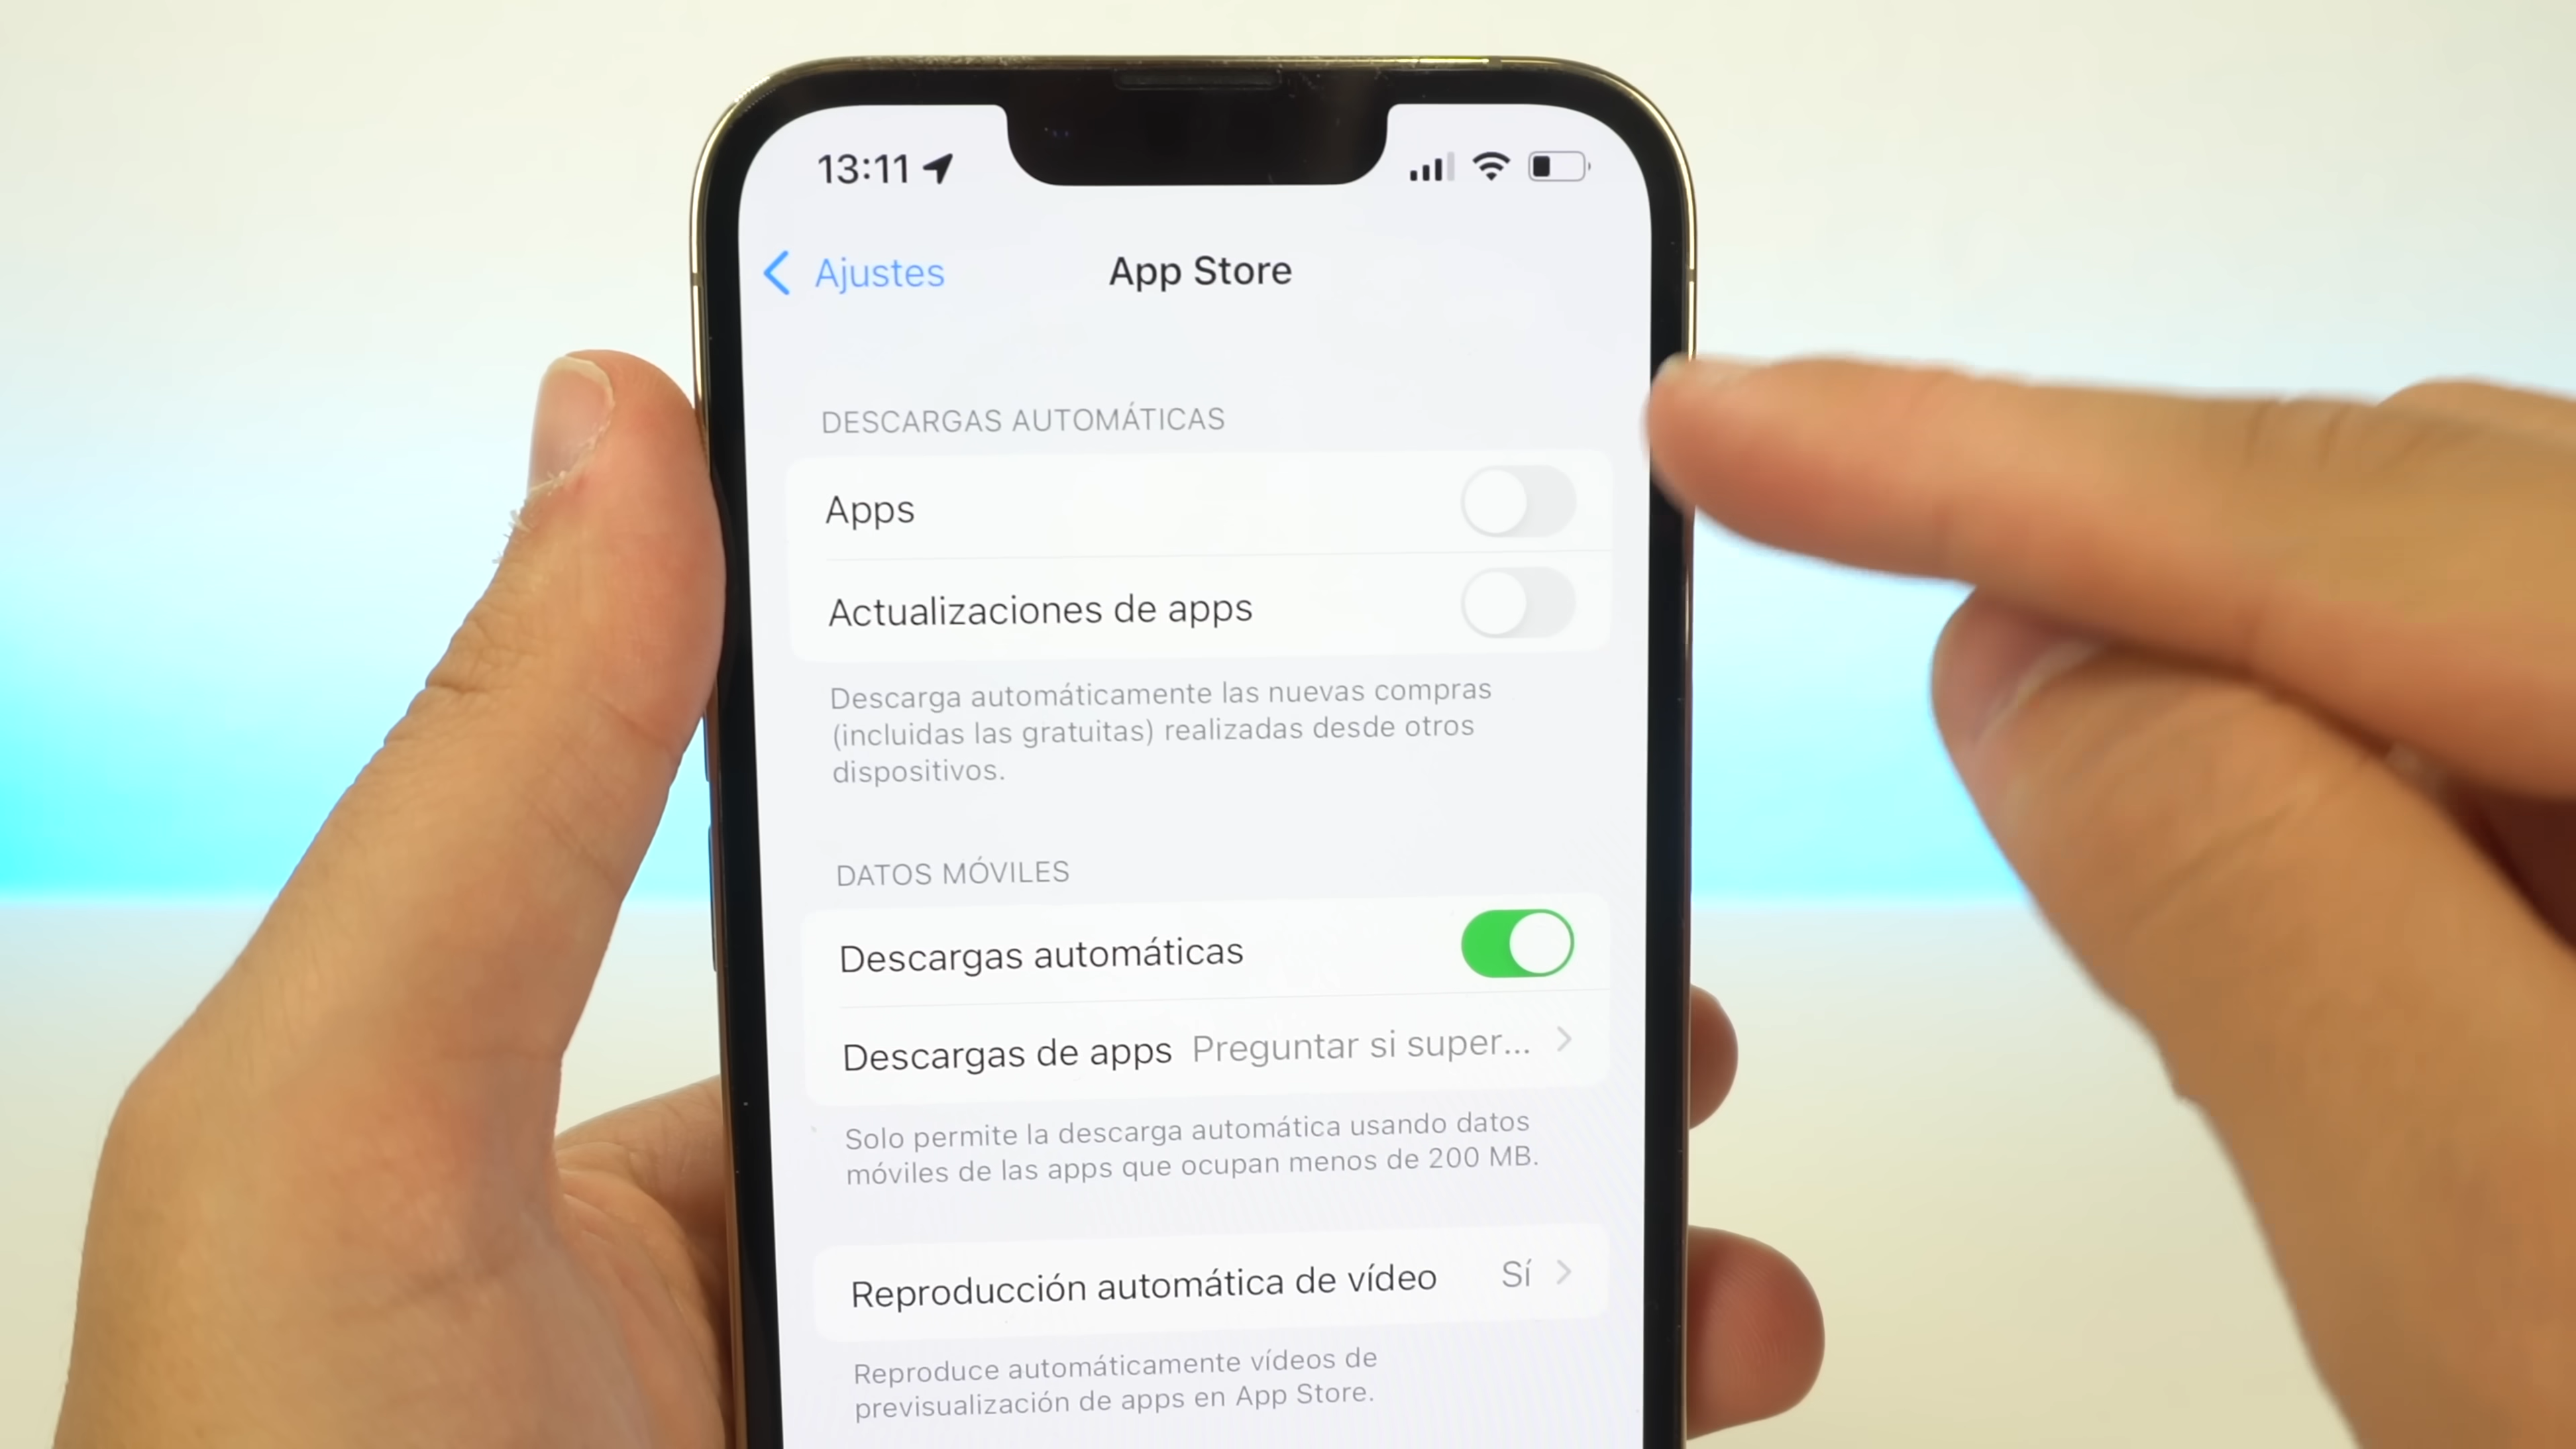 13:11
Ajustes
App Store
DESCARGAS AUTOMÁTICAS
Apps
Actualizaciones de apps
Descarga automáticamente las nuevas compras
(incluidas las gratuitas) realizadas desde otros
dispositivos.
DATOS MÓVILES
Descargas automáticas
Descargas de apps Preguntar si super...
Solo permite la descarga automática usando datos
móviles de las apps que ocupan menos de 200 MB.
Reproducción automática de vídeo Sí
Reproduce automáticamente vídeos de
previsualización de apps en App Store.